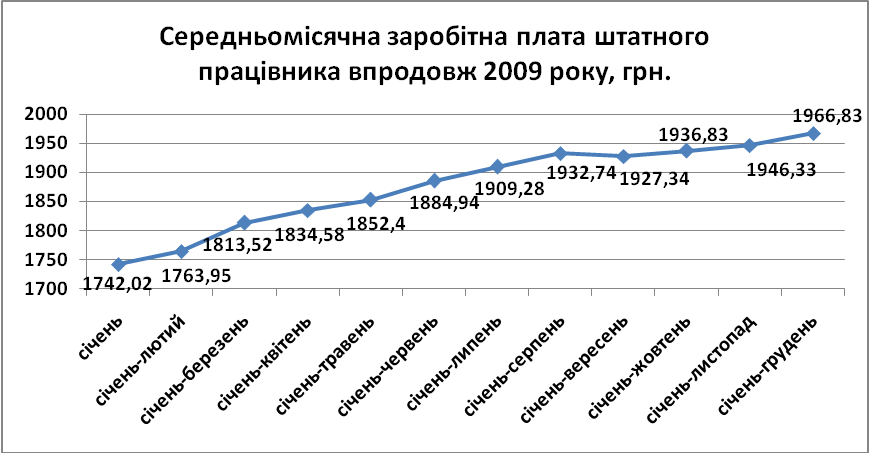 Середньомісячна заробітна плата штатного
працівника впродовж 2009 року, грн.
2000
1950
1900
1850
1800
1750
1700
1742,02
1763,95
1813,52
1834,58
1852,4
1884,94
1909,28
1932,74
1927,34
1936,83
1946,33
1966,83
січень
січень-лютий
січень-березень
січень-квітень
січень-травень
січень-червень
січень-липень
січень-серпень
січень-вересень
січень-жовтень
січень-листопад
січень-грудень